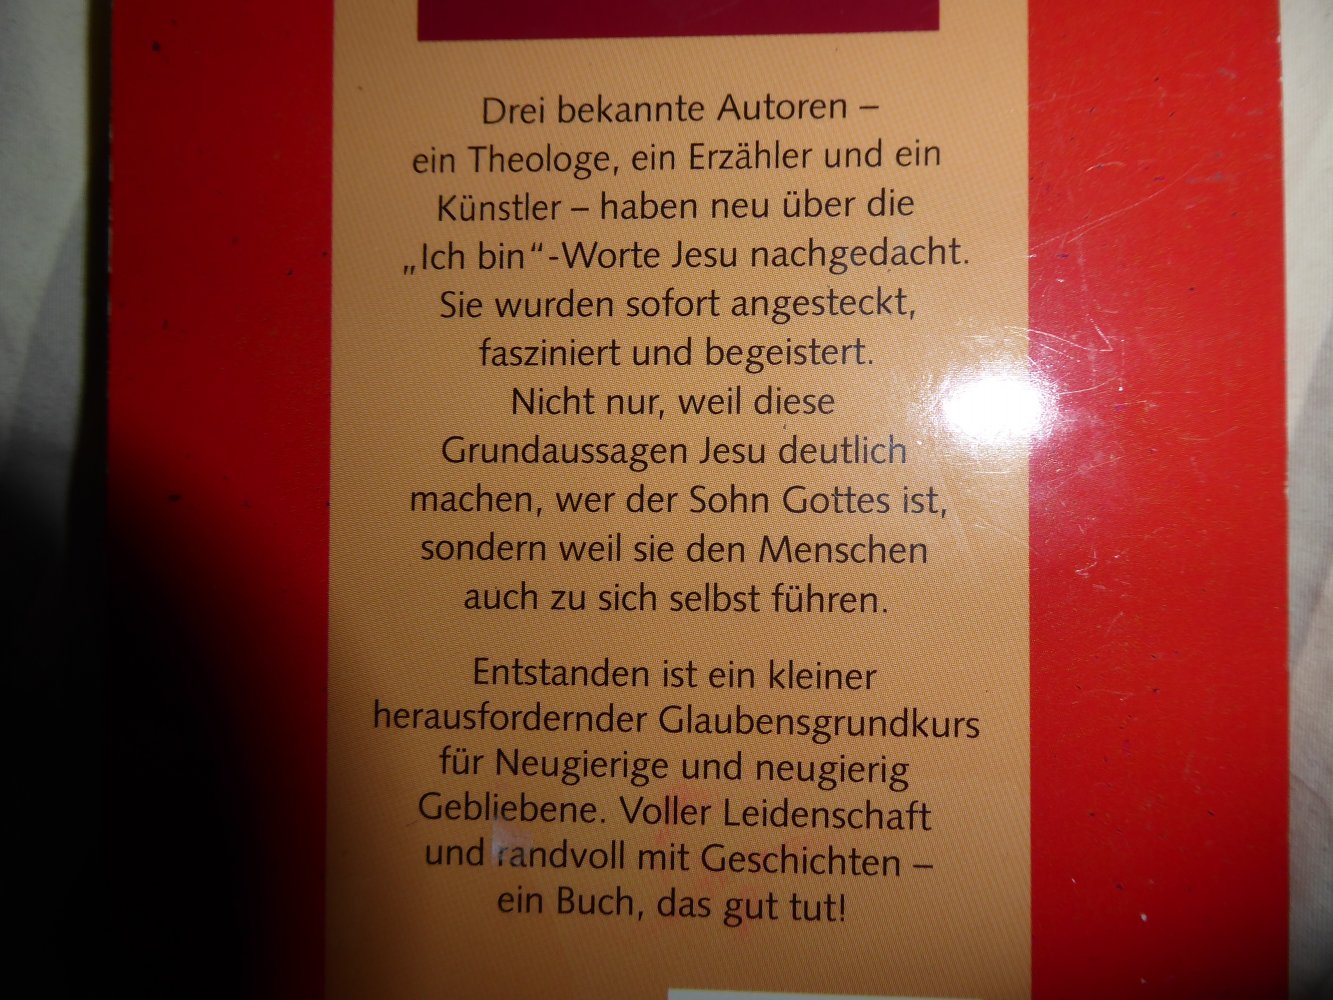 Drei bekannte Autoren –
ein Theologe, ein Erzähler und ein
Künstler – haben neu über die
„Ich bin“-Worte Jesu nachgedacht.
Sie wurden sofort angesteckt,
fasziniert und begeistert.
Nicht nur, weil diese
Grundaussagen Jesu deutlich
machen, wer der Sohn Gottes ist,
sondern weil sie den Menschen
auch zu sich selbst führen.
Entstanden ist ein kleiner
herausfordernder Glaubensgrundkurs
für Neugierige und neugierig
Gebliebene. Voller Leidenschaft
und randvoll mit Geschichten –
ein Buch, das gut tut!